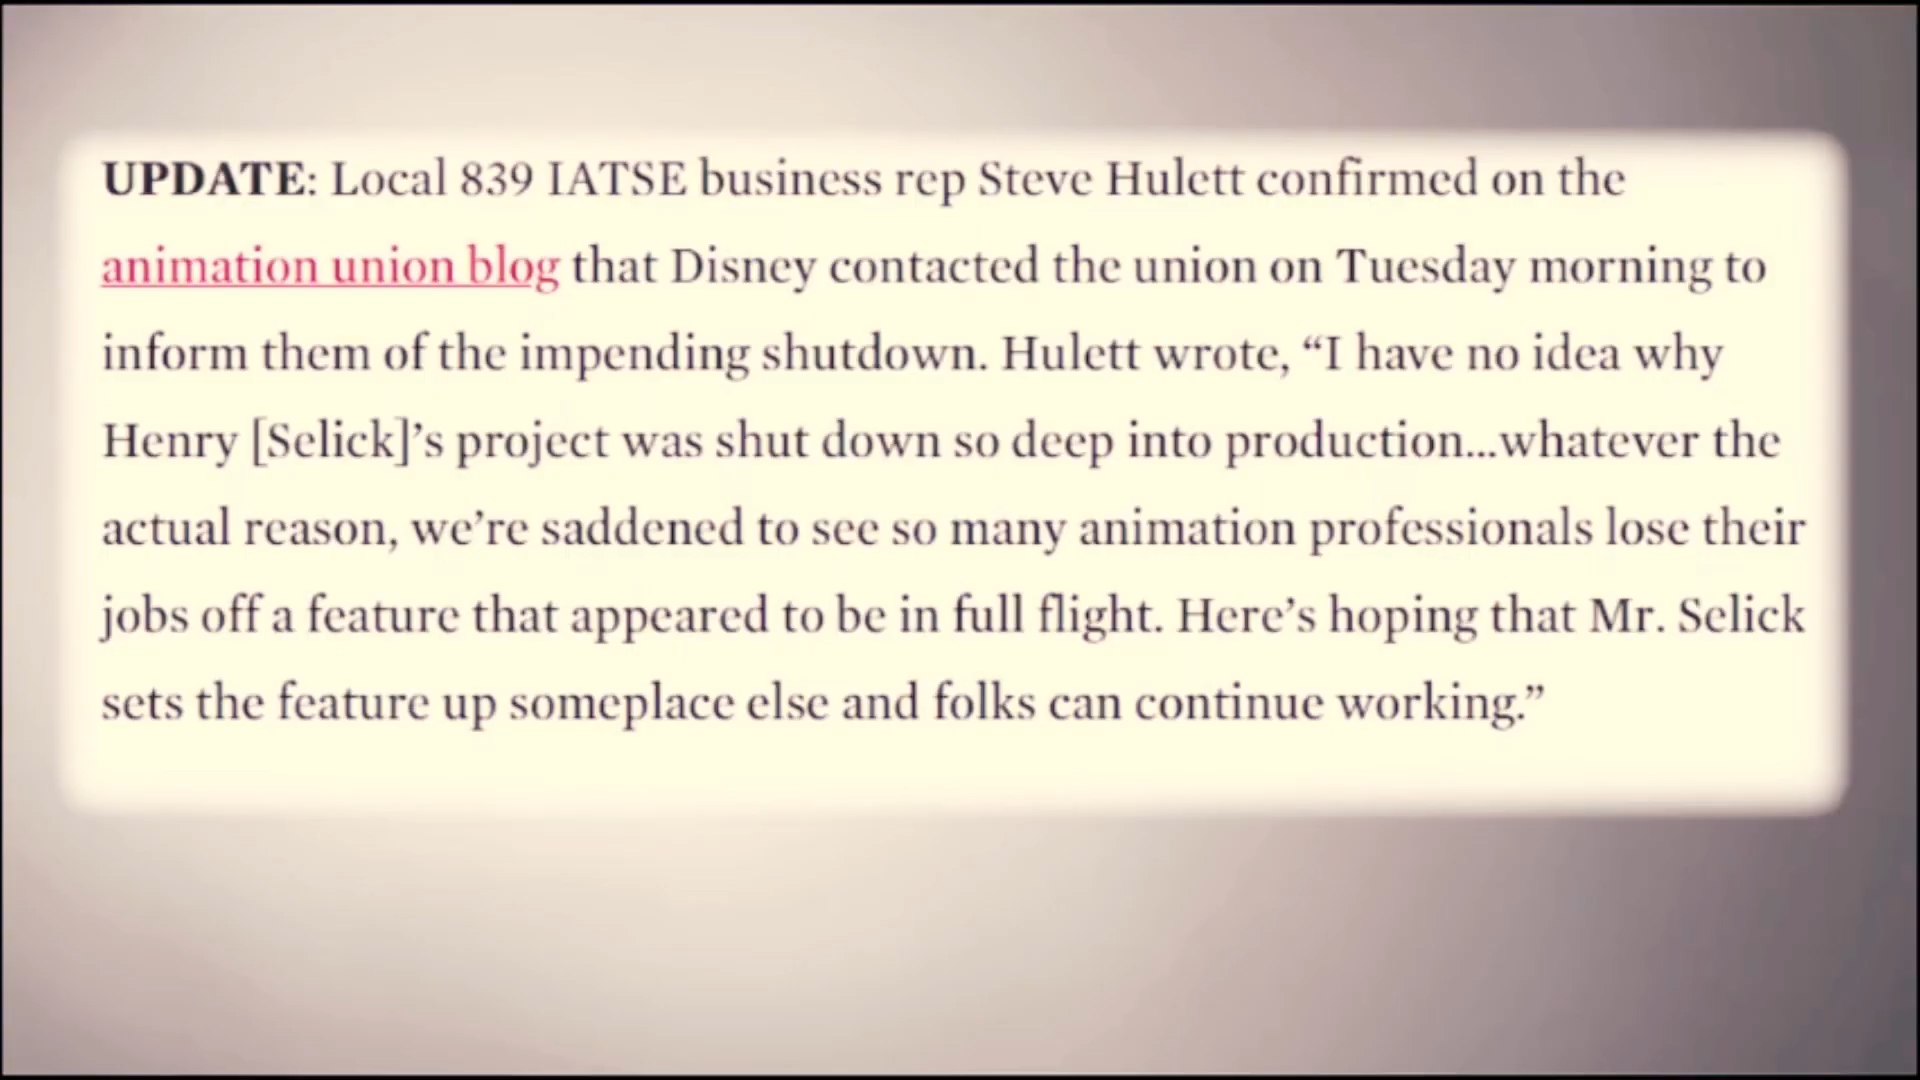 UPDATE: Local 839 IATSE business rep Steve Hulett confirmed on the
animation union blog that Disney contacted the union on Tuesday morning to
inform them of the impending shutdown. Hulett wrote, “I have no idea why
Henry [Selick]’s project was shut down so deep into production...whatever the
actual reason, we’re saddened to see so many animation professionals lose their
jobs off a feature that appeared to be in full flight. Here’s hoping that Mr. Selick
sets the feature up someplace else and folks can continue working.”